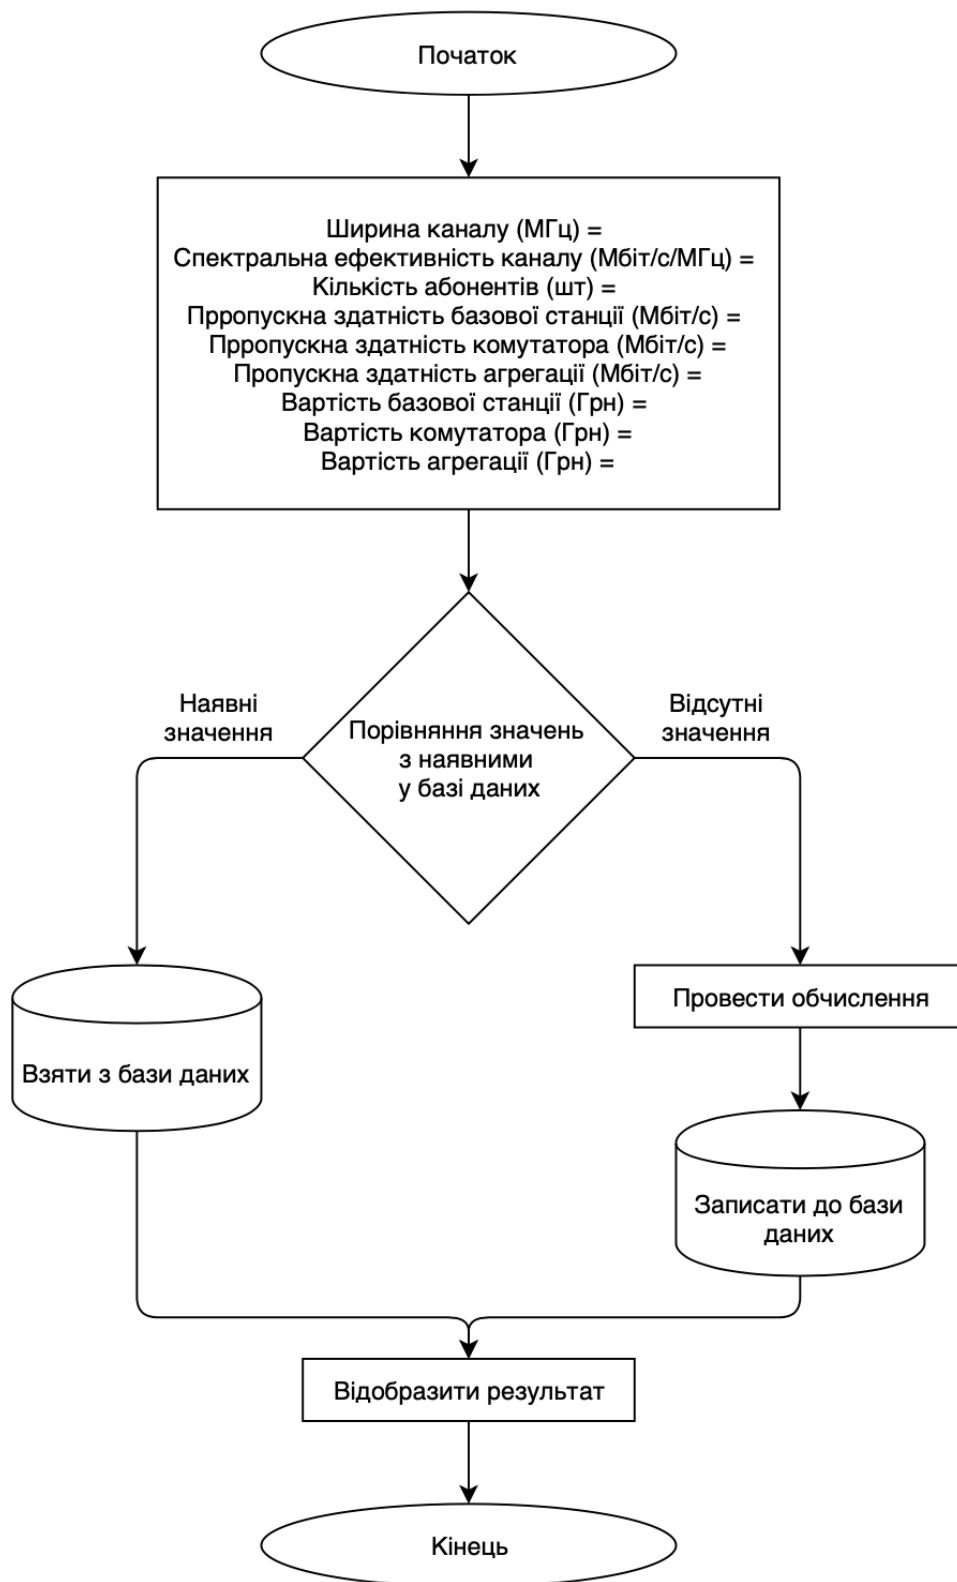 Початок
Ширина каналу (МГц) =
Спектральна ефективність каналу (Мбіт/с/МГц) =
Кількість абонентів (шт) =
Прропускна здатність базової станції (Мбіт/с) =
Прропускна здатність комутатора (Мбіт/с) =
Пропускна здатність агрегації (Мбіт/с) =
Вартість базової станції (Грн) =
Вартість комутатора (Грн) =
Вартість агрегації (Грн) =
Наявні
значення
Порівняння значень
з наявними
у базі даних
Відсутні
значення
Взяти з бази даних
Провести обчислення
Записати до бази
даних
Відобразити результат
Кінець